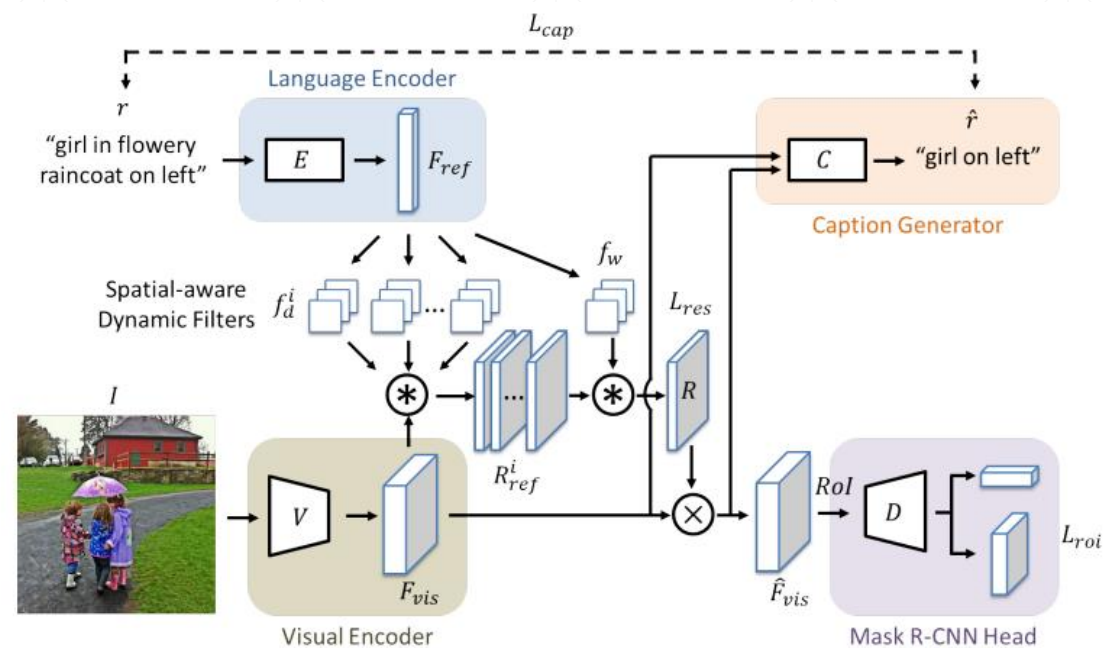 L_cap
Language Encoder
r
"girl in flowery
raincoat on left"
E
F_ref
r̂
C
"girl on left"
Caption Generator
Spatial-aware
Dynamic Filters
f_d^i
...
f_w
L_res
*
...
*
R
R_ref^i
I
V
F_vis
Visual Encoder
×
F̂_vis
RoI
D
L_roi
Mask R-CNN Head